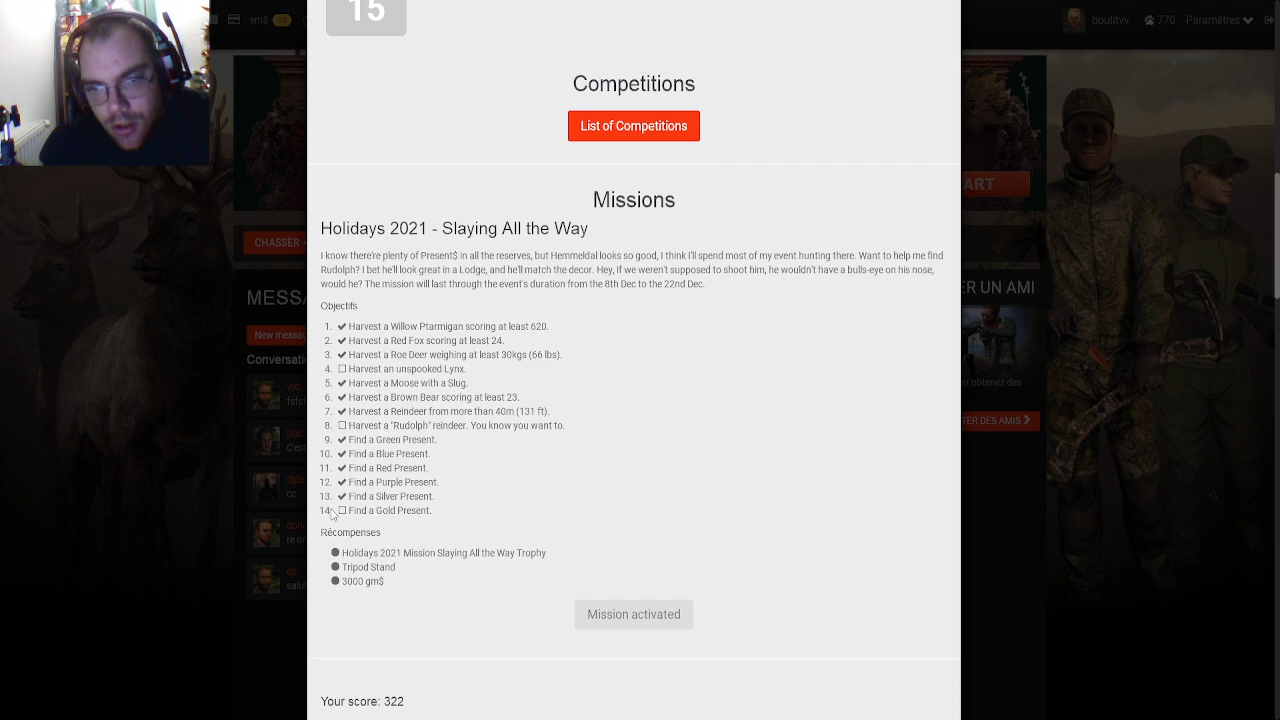 15
em$ 10
boulitvv 770 Paramètres
Competitions
List of Competitions
ART
Missions
Holidays 2021 - Slaying All the Way
CHASSER
I know there're plenty of Present$ in all the reserves, but Hemmeldal looks so good, I think I'll spend most of my event hunting there. Want to help me find
Rudolph? I bet he'll look great in a Lodge, and he'll match the decor. Hey, if we weren't supposed to shoot him, he wouldn't have a bulls-eye on his nose,
would he? The mission will last through the event's duration from the 8th Dec to the 22nd Dec.
MESSA
ER UN AMI
Objectifs
1. Harvest a Willow Ptarmigan scoring at least 620.
New messa
2. Harvest a Red Fox scoring at least 24.
3. Harvest a Roe Deer weighing at least 30kgs (66 lbs).
Conversati
4. Harvest an unspooked Lynx.
5. Harvest a Moose with a Slug.
et obtenez des
6. Harvest a Brown Bear scoring at least 23.
7. Harvest a Reindeer from more than 40m (131 ft).
TER DES AMIS
8. Harvest a "Rudolph" reindeer. You know you want to.
9. Find a Green Present.
C'es
10. Find a Blue Present.
11. Find a Red Present.
12. Find a Purple Present.
cc
13. Find a Silver Present.
14. Find a Gold Present.
Récompenses
re or
Holidays 2021 Mission Slaying All the Way Trophy
Tripod Stand
dz
3000 gm$
salu
Mission activated
Your score: 322